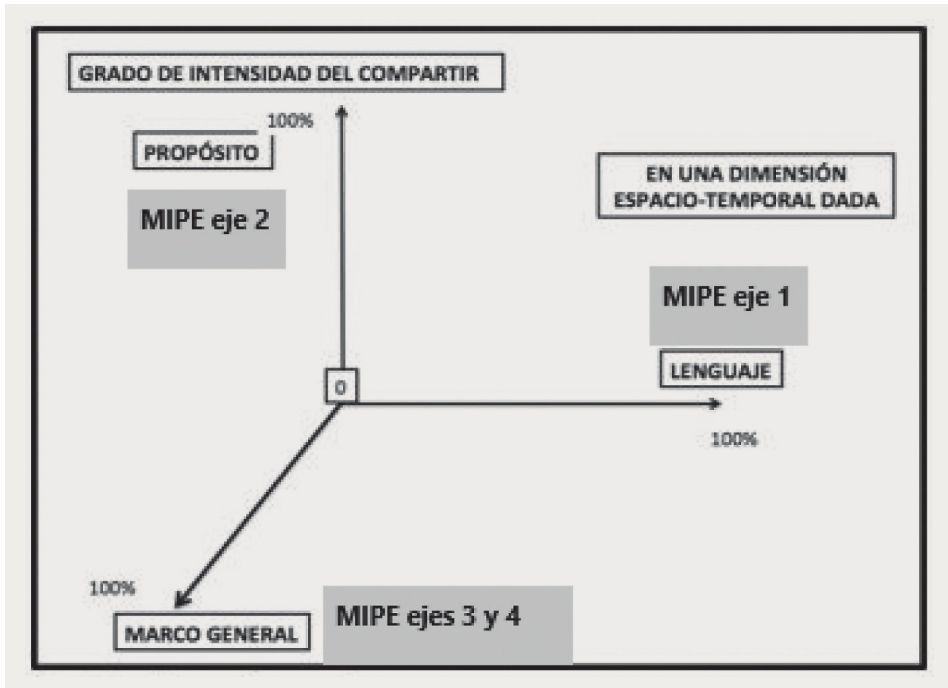 GRADO DE INTENSIDAD DEL COMPARTIR
100%
PROPÓSITO
EN UNA DIMENSIÓN
ESPACIO-TEMPORAL DADA
MIPE eje 2
MIPE eje 1
LENGUAJE
0
100%
100%
MARCO GENERAL
MIPE ejes 3 y 4